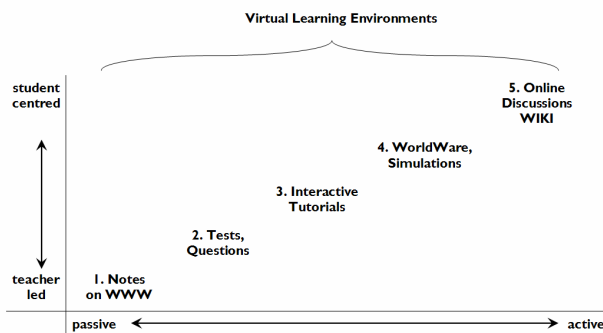 Virtual Learning Environments
student
centred
5. Online
Discussions
WIKI
4. WorldWare,
Simulations
3. Interactive
Tutorials
2. Tests,
Questions
teacher
led
1. Notes
on WWW
passive
active